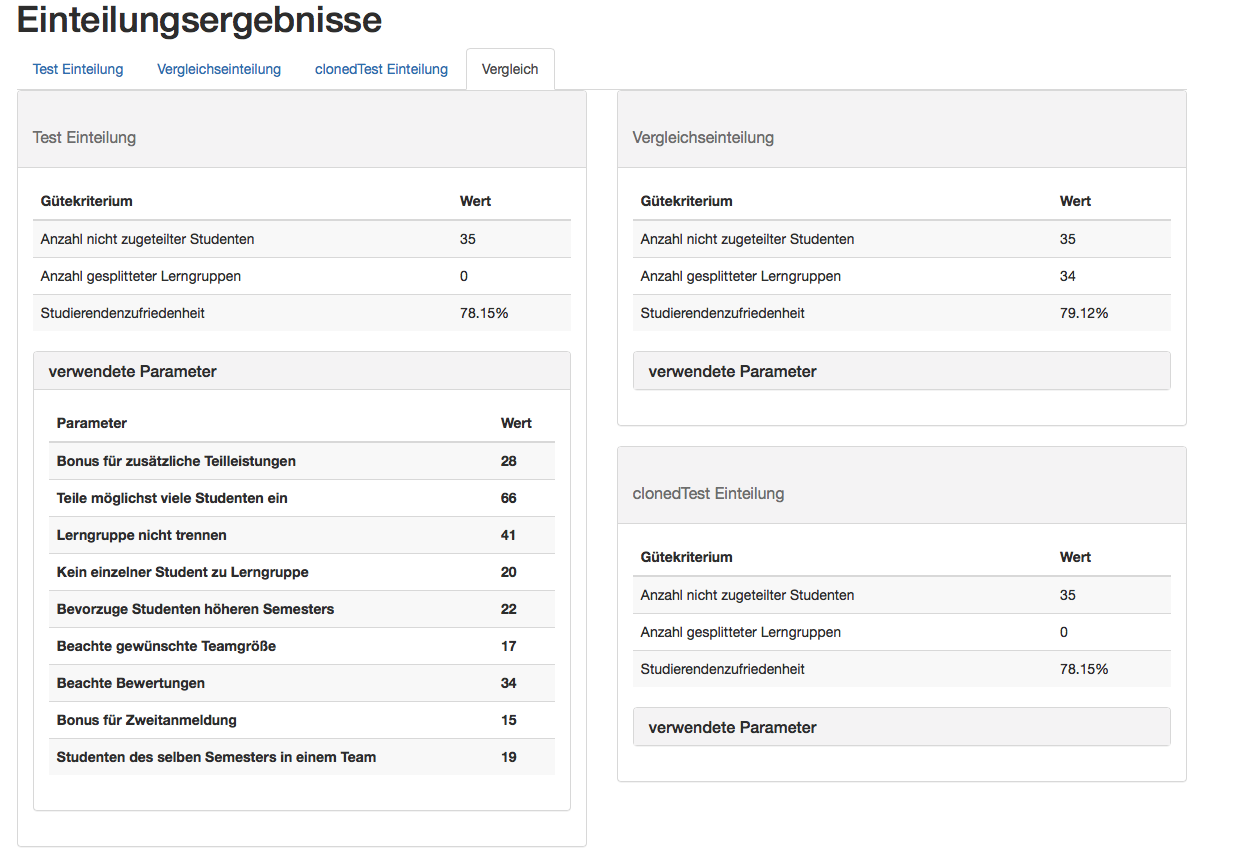 Einteilungsergebnisse
Test Einteilung Vergleichseinteilung clonedTest Einteilung Vergleich
Test Einteilung
Gütekriterium Wert
Anzahl nicht zugeteilter Studenten 35
Anzahl gesplitteter Lerngruppen 0
Studierendenzufriedenheit 78.15%
verwendete Parameter
Parameter Wert
Bonus für zusätzliche Teilleistungen 28
Teile möglichst viele Studenten ein 66
Lerngruppe nicht trennen 41
Kein einzelner Student zu Lerngruppe 20
Bevorzuge Studenten höheren Semesters 22
Beachte gewünschte Teamgröße 17
Beachte Bewertungen 34
Bonus für Zweitanmeldung 15
Studenten des selben Semesters in einem Team 19
Vergleichseinteilung
Gütekriterium Wert
Anzahl nicht zugeteilter Studenten 35
Anzahl gesplitteter Lerngruppen 34
Studierendenzufriedenheit 79.12%
verwendete Parameter
clonedTest Einteilung
Gütekriterium Wert
Anzahl nicht zugeteilter Studenten 35
Anzahl gesplitteter Lerngruppen 0
Studierendenzufriedenheit 78.15%
verwendete Parameter